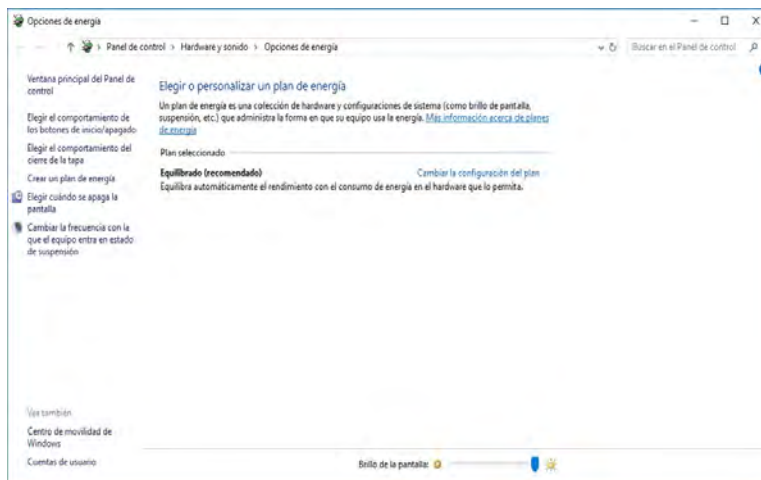 Opciones de energía
Panel de control > Hardware y sonido > Opciones de energía
Buscar en el Panel de control
Ventana principal del Panel de
control
Elegir el comportamiento de
los botones de inicio/apagado
Elegir el comportamiento del
cierre de la tapa
Crear un plan de energía
Elegir cuándo se apaga la
pantalla
Cambiar la frecuencia con la
que el equipo entra en estado
de suspensión
Elegir o personalizar un plan de energía
Un plan de energía es una colección de hardware y configuraciones de sistema (como brillo de pantalla,
suspensión, etc.) que administra la forma en que su equipo usa la energía. Más información acerca de planes
de energía
Plan seleccionado
Equilibrado (recomendado) Cambiar la configuración del plan
Equilibra automáticamente el rendimiento con el consumo de energía en el hardware que lo permita.
Vea también
Centro de movilidad de
Windows
Cuentas de usuario
Brillo de la pantalla: